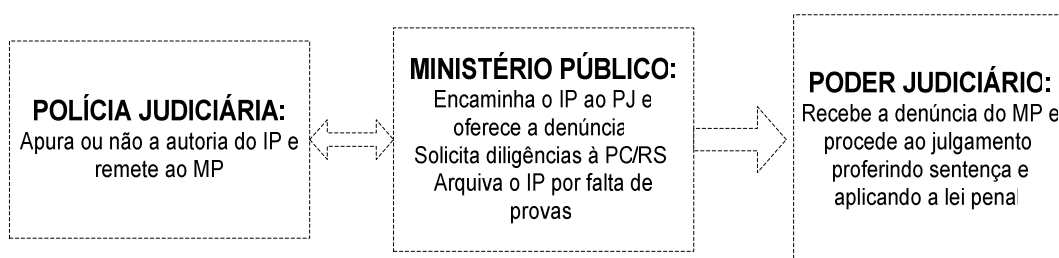 POLÍCIA JUDICIÁRIA:
Apura ou não a autoria do IP e
remete ao MP
MINISTÉRIO PÚBLICO:
Encaminha o IP ao PJ e
oferece a denúncia
Solicita diligências à PC/RS
Arquiva o IP por falta de
provas
PODER JUDICIÁRIO:
Recebe a denúncia do MP e
procede ao julgamento
proferindo sentença e
aplicando a lei penal